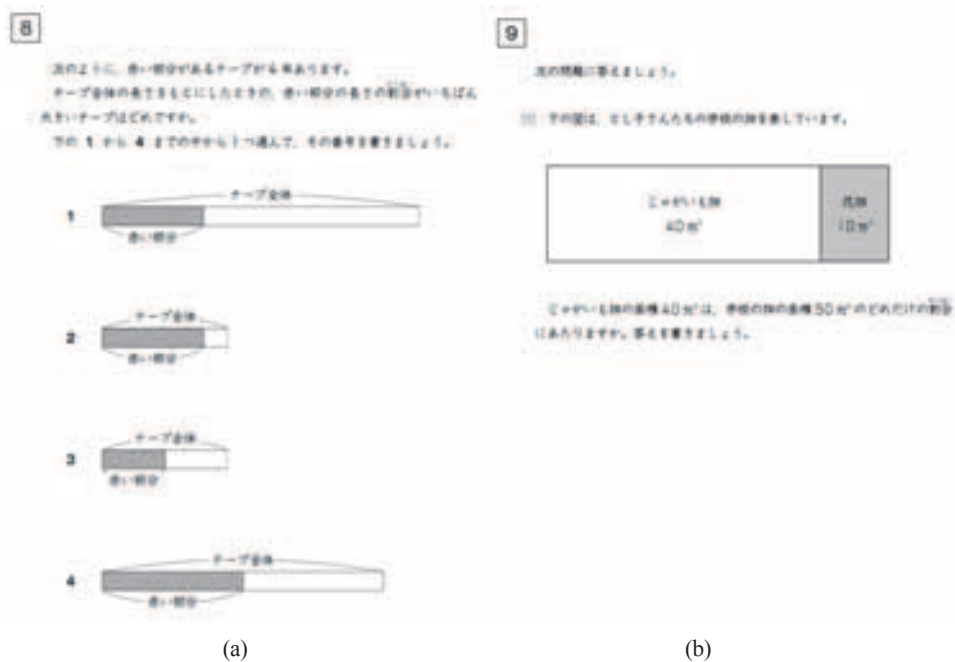 8
次のように、赤い部分があるテープが4本あります。
テープ全体の長さをもとにしたときの、赤い部分の長さの割合がいちばん
大きいテープはどれですか。
下の 1 から 4 までの中から1つ選んで、その番号を書きましょう。
テープ全体
1
赤い部分
テープ全体
2
赤い部分
テープ全体
3
赤い部分
テープ全体
4
赤い部分
(a)
9
次の問題に答えましょう。
(1) 下の図は、とし子さんたちの学校の畑を表しています。
じゃがいも畑
40㎡
花畑
10㎡
じゃがいも畑の面積40㎡は、学校の畑の面積50㎡のどれだけの割合
にあたりますか。答えを書きましょう。
(b)